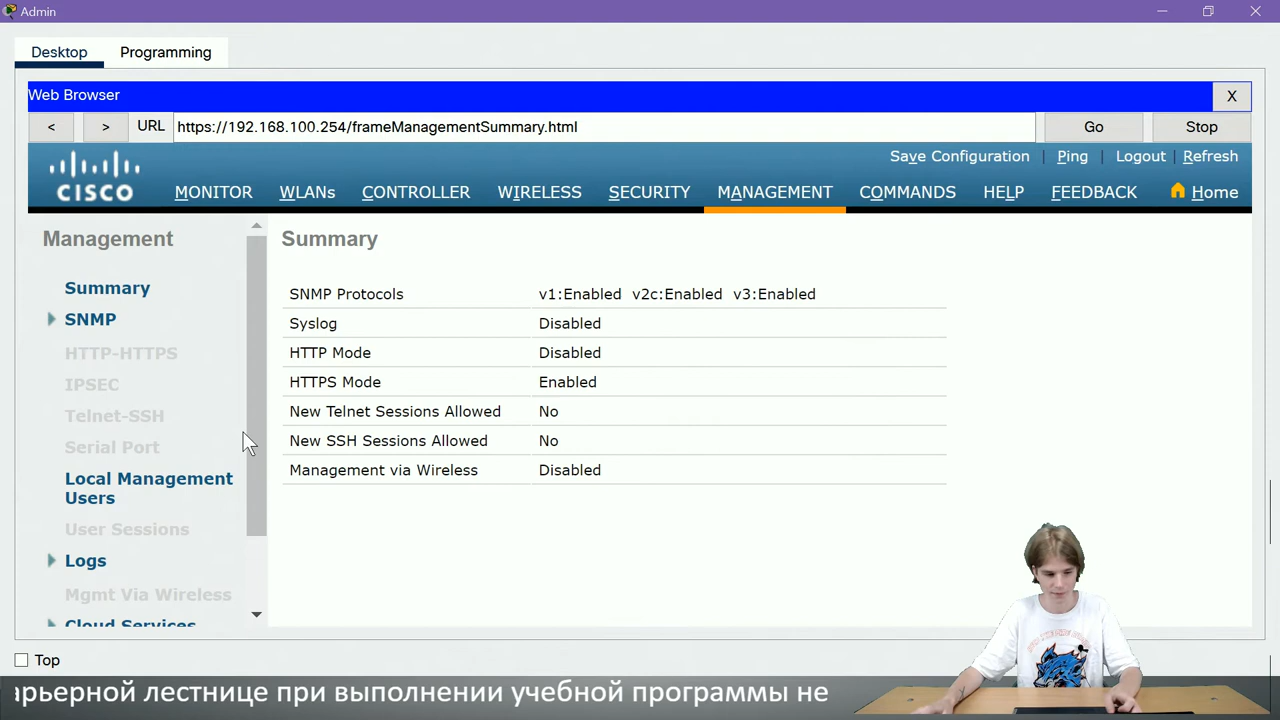 Admin
Desktop Programming
Web Browser X
< > URL https://192.168.100.254/frameManagementSummary.html Go Stop
Save Configuration | Ping | Logout | Refresh
CISCO MONITOR WLANs CONTROLLER WIRELESS SECURITY MANAGEMENT COMMANDS HELP FEEDBACK Home
Management
Summary
SNMP
HTTP-HTTPS
IPSEC
Telnet-SSH
Serial Port
Local Management
Users
User Sessions
Logs
Mgmt Via Wireless
Cloud Services
Summary
SNMP Protocols v1:Enabled v2c:Enabled v3:Enabled
Syslog Disabled
HTTP Mode Disabled
HTTPS Mode Enabled
New Telnet Sessions Allowed No
New SSH Sessions Allowed No
Management via Wireless Disabled
Top
арьерной лестнице при выполнении учебной программы не